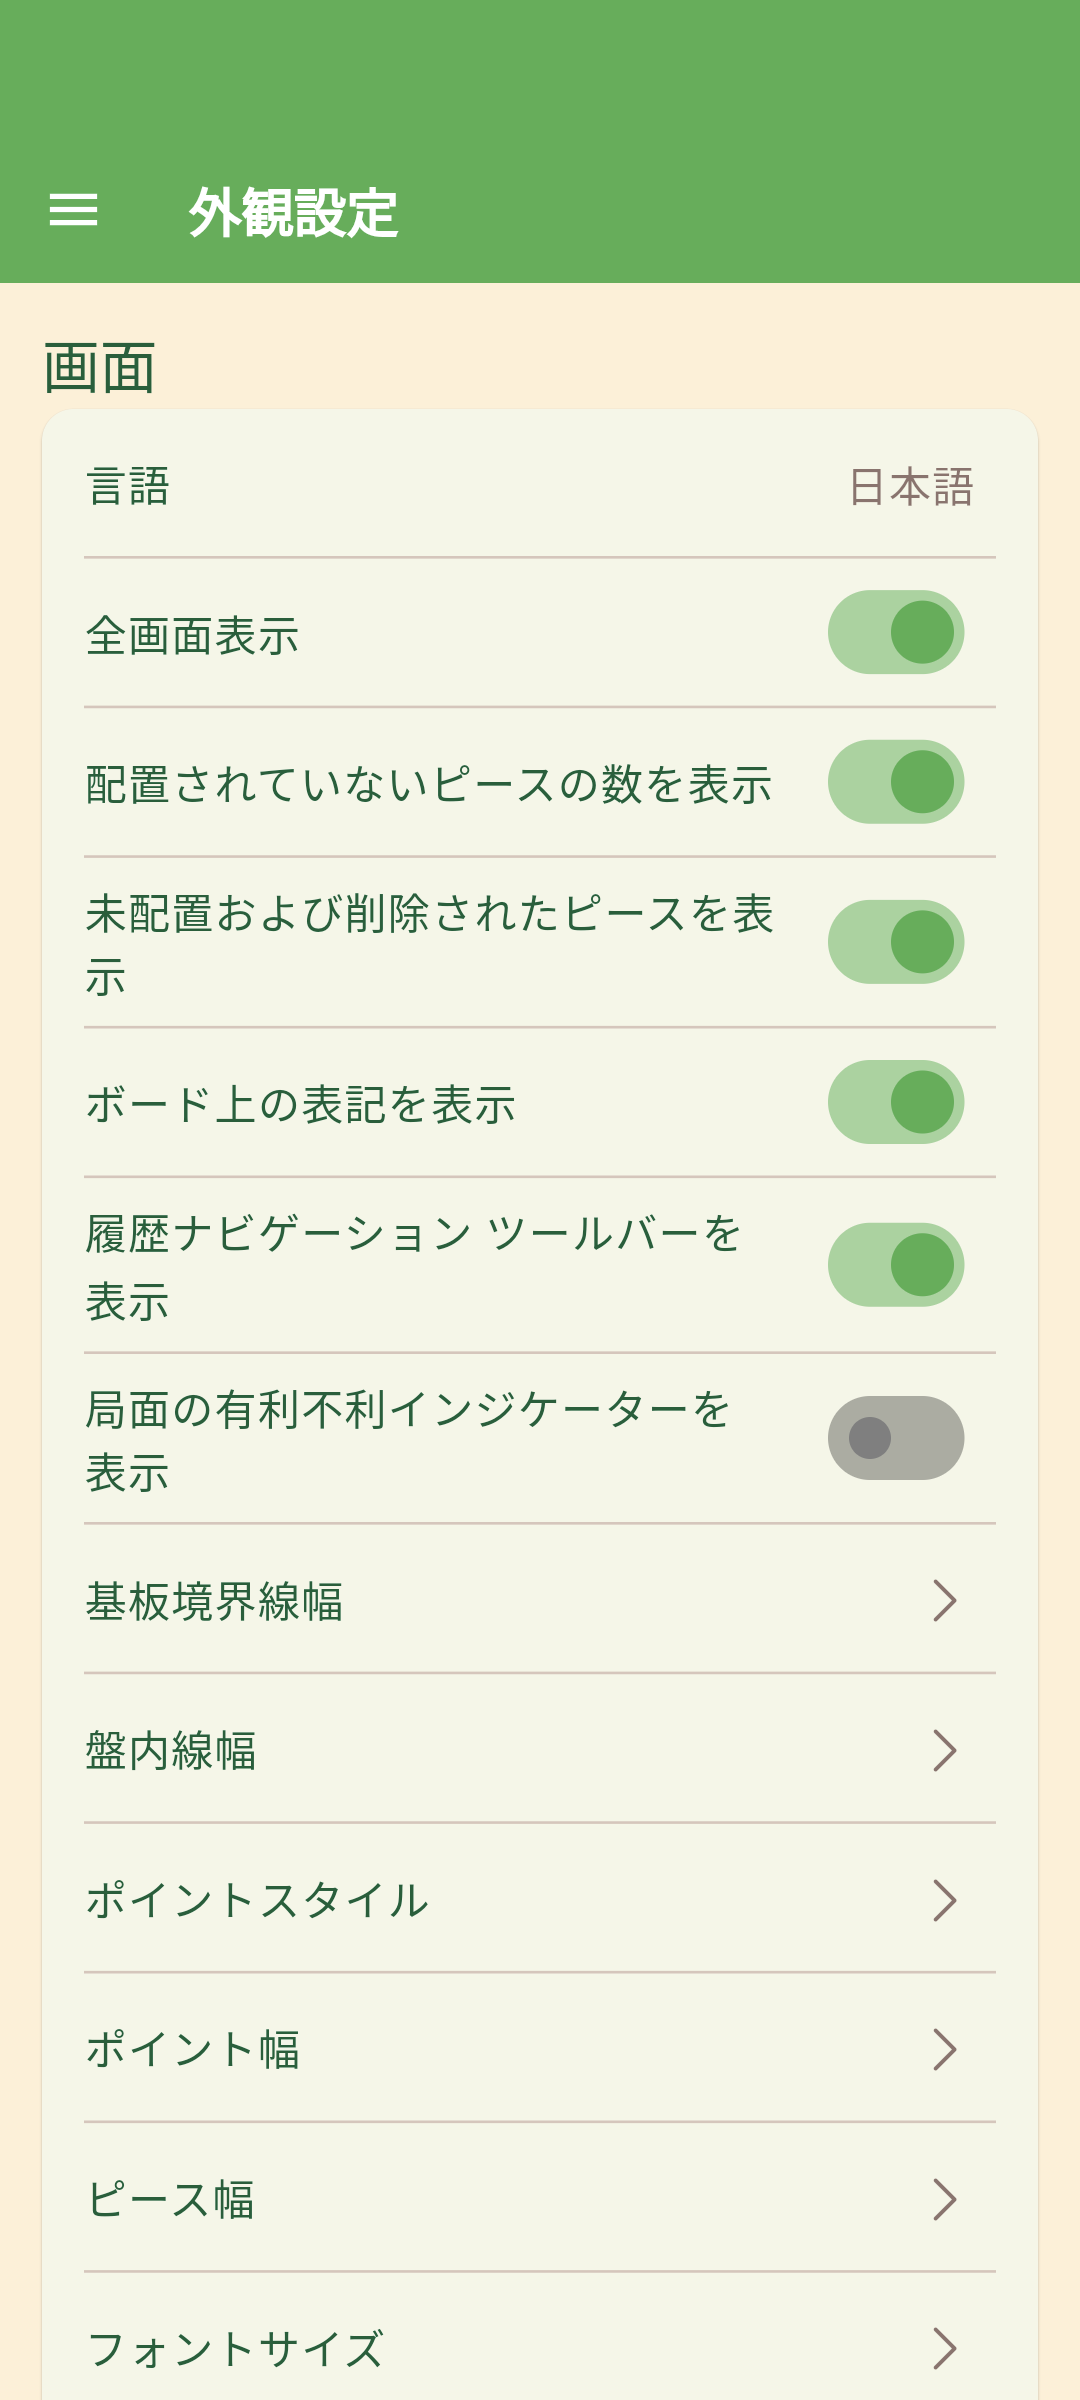 外観設定
画面
言語
日本語
全画面表示
配置されていないピースの数を表示
未配置および削除されたピースを表
示
ボード上の表記を表示
履歴ナビゲーション ツールバーを
表示
局面の有利不利インジケーターを
表示
基板境界線幅
盤内線幅
ポイントスタイル
ポイント幅
ピース幅
フォントサイズ